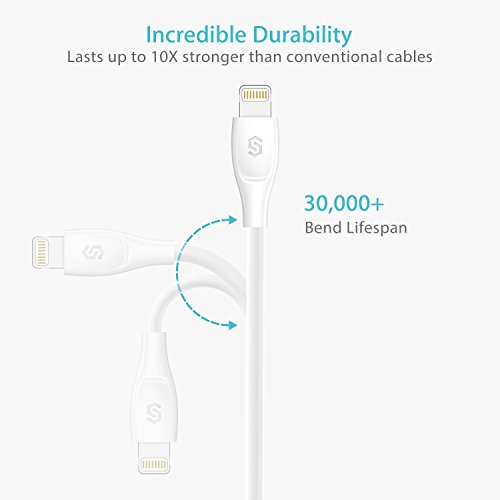 Incredible Durability
Lasts up to 10X stronger than conventional cables
30,000+
Bend Lifespan